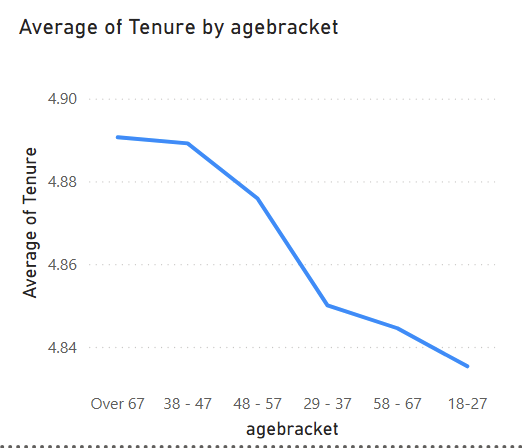 Average of Tenure by agebracket
4.90
4.88
4.86
4.84
Average of Tenure
Over 67 38 - 47 48 - 57 29 - 37 58 - 67 18-27
agebracket